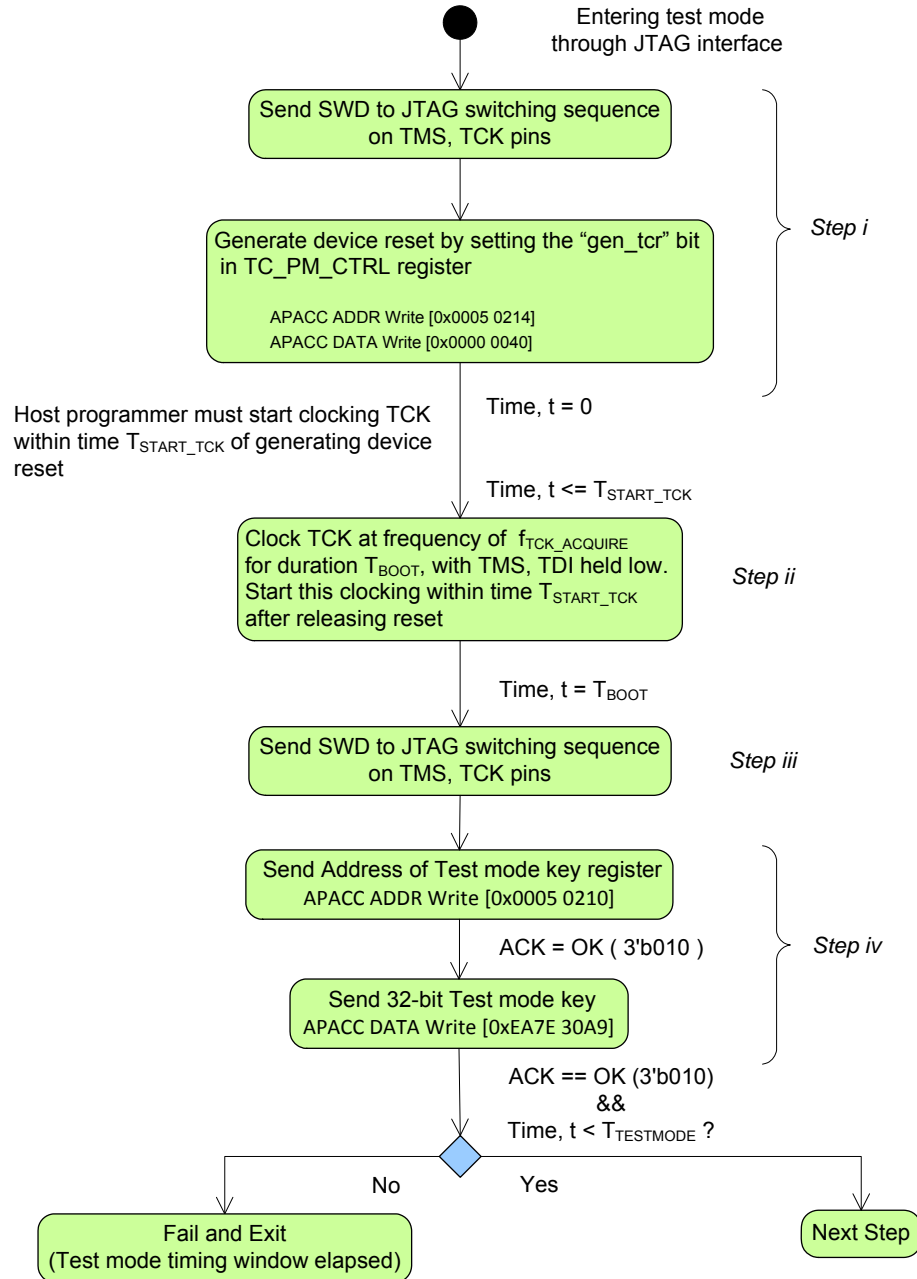 Entering test mode
through JTAG interface
Send SWD to JTAG switching sequence
on TMS, TCK pins
Generate device reset by setting the “gen_tcr” bit
in TC_PM_CTRL register
APACC ADDR Write [0x0005 0214]
APACC DATA Write [0x0000 0040]
Step i
Time, t = 0
Host programmer must start clocking TCK
within time TSTART_TCK of generating device
reset
Time, t <= TSTART_TCK
Clock TCK at frequency of fTCK_ACQUIRE
for duration TBOOT, with TMS, TDI held low.
Start this clocking within time TSTART_TCK
after releasing reset
Step ii
Time, t = TBOOT
Send SWD to JTAG switching sequence
on TMS, TCK pins
Step iii
Send Address of Test mode key register
APACC ADDR Write [0x0005 0210]
ACK = OK ( 3'b010 )
Step iv
Send 32-bit Test mode key
APACC DATA Write [0xEA7E 30A9]
ACK == OK (3'b010)
&&
Time, t < TTESTMODE ?
No
Yes
Fail and Exit
(Test mode timing window elapsed)
Next Step